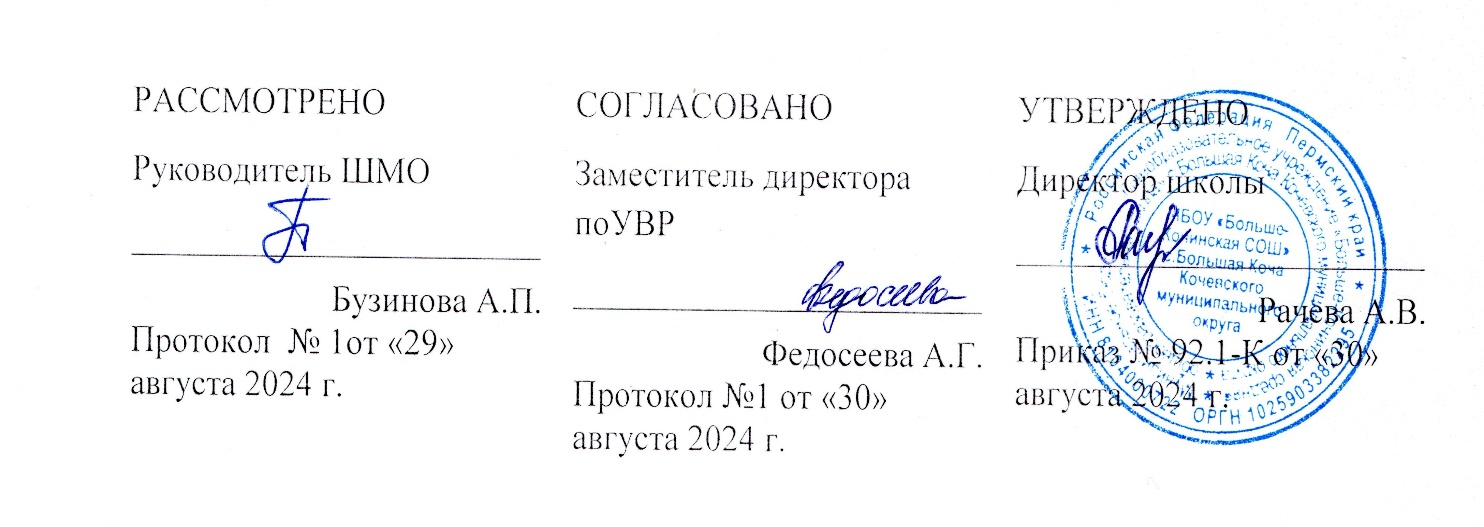 РАССМОТРЕНО
Руководитель ШМО
Бузинова А.П.
Протокол № 1от «29»
августа 2024 г.
СОГЛАСОВАНО
Заместитель директора
поУВР
Федосеева
Федосеева А.Г.
Протокол №1 от «30»
августа 2024 г.
УТВЕРЖДЕНО
Директор школы
Рачева А.В.
Приказ № 92.1-К от «30»
августа 2024 г.
Российская Федерация Пермский край
МБОУ «Больше-
Кочинская СОШ»
с.Большая Коча
Кочевского
муниципального
округа